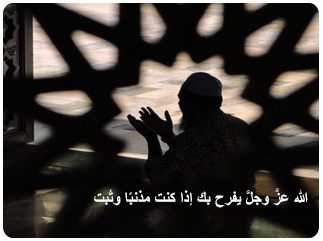 الله عزَّ وجلَّ يفرح بك إذا كنت مذنبًا وتُبت